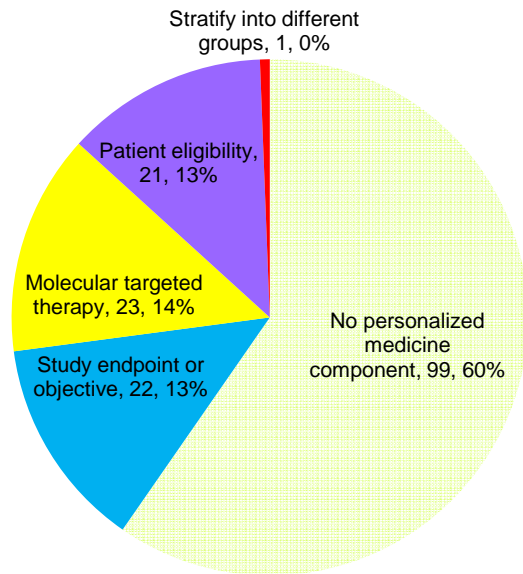 Stratify into different
groups, 1, 0%
Patient eligibility,
21, 13%
Molecular targeted
therapy, 23, 14%
No personalized
medicine
component, 99, 60%
Study endpoint or
objective, 22, 13%